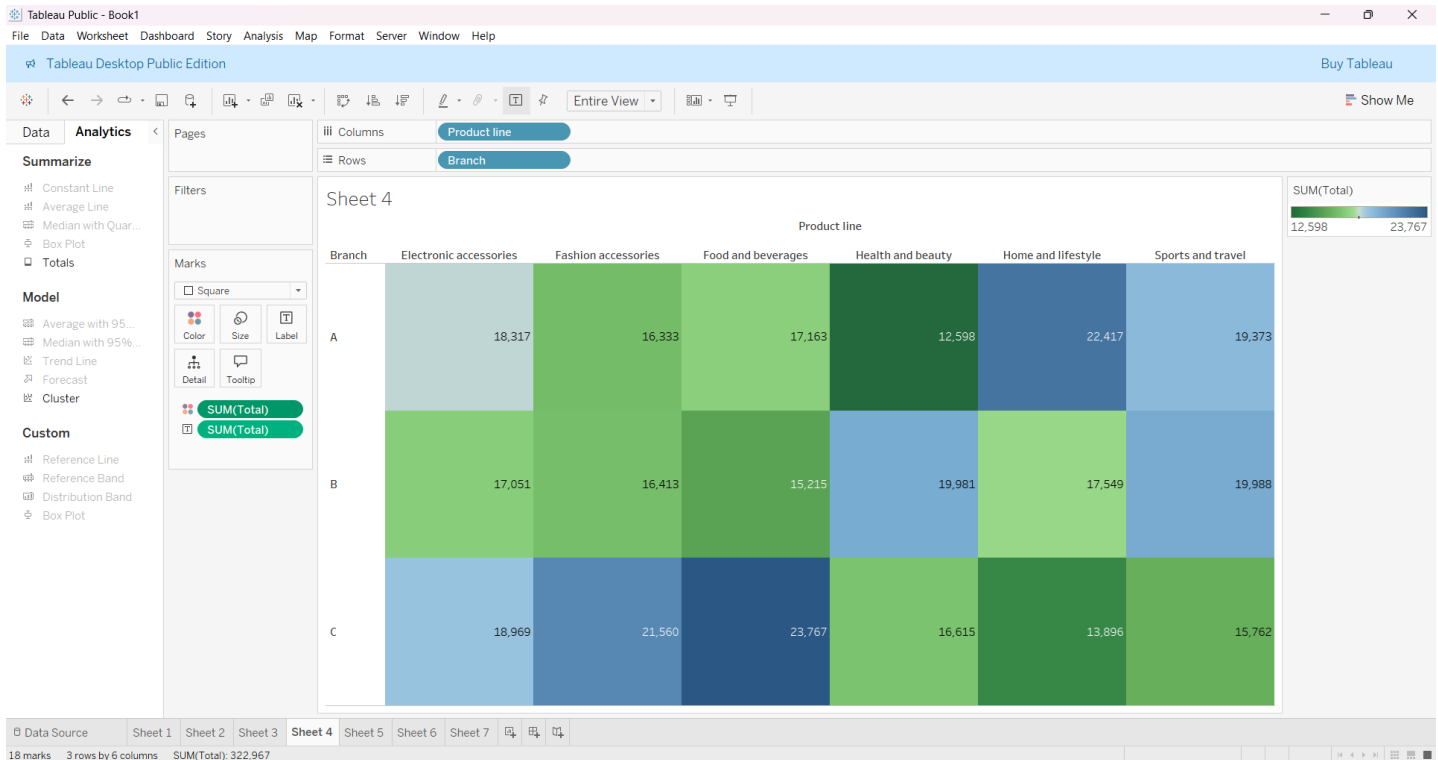 Tableau Public - Book1
File Data Worksheet Dashboard Story Analysis Map Format Server Window Help
Tableau Desktop Public Edition Buy Tableau
Entire View Show Me
Data Analytics
Summarize
Constant Line
Average Line
Median with Quar...
Box Plot
Totals
Model
Average with 95...
Median with 95%...
Trend Line
Forecast
Cluster
Custom
Reference Line
Reference Band
Distribution Band
Box Plot
Pages
Filters
Marks
Square
Color Size Label
Detail Tooltip
SUM(Total)
SUM(Total)
Columns Product line
Rows Branch
Sheet 4
Product line
Branch Electronic accessories Fashion accessories Food and beverages Health and beauty Home and lifestyle Sports and travel
A 18,317 16,333 17,163 12,598 22,417 19,373
B 17,051 16,413 15,215 19,981 17,549 19,988
C 18,969 21,560 23,767 16,615 13,896 15,762
SUM(Total)
12,598 23,767
Data Source Sheet 1 Sheet 2 Sheet 3 Sheet 4 Sheet 5 Sheet 6 Sheet 7
18 marks 3 rows by 6 columns SUM(Total): 322,967